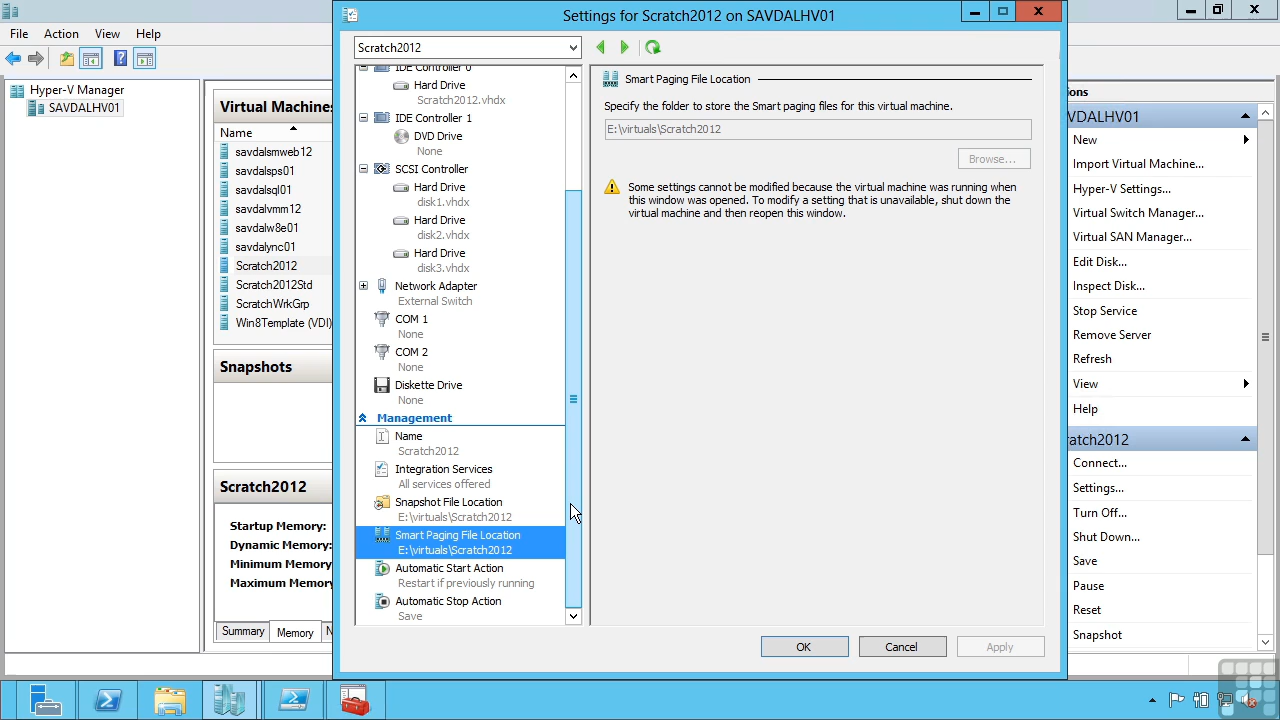 Settings for Scratch2012 on SAVDALHV01
File Action View Help
Hyper-V Manager
SAVDALHV01
Virtual Machines
Name
savdalsmweb12
savdalsps01
savdalsql01
savdalvmm12
savdalw8e01
savdalync01
Scratch2012
Scratch2012Std
ScratchWrkGrp
Win8Template (VDI)
Snapshots
Scratch2012
Startup Memory:
Dynamic Memory:
Minimum Memory
Maximum Memory
Summary Memory N
Scratch2012
IDE Controller 0
Hard Drive
Scratch2012.vhdx
IDE Controller 1
DVD Drive
None
SCSI Controller
Hard Drive
disk1.vhdx
Hard Drive
disk2.vhdx
Hard Drive
disk3.vhdx
Network Adapter
External Switch
COM 1
None
COM 2
None
Diskette Drive
None
Management
Name
Scratch2012
Integration Services
All services offered
Snapshot File Location
E:\virtuals\Scratch2012
Smart Paging File Location
E:\virtuals\Scratch2012
Automatic Start Action
Restart if previously running
Automatic Stop Action
Save
Smart Paging File Location
Specify the folder to store the Smart paging files for this virtual machine.
E:\virtuals\Scratch2012
Browse...
Some settings cannot be modified because the virtual machine was running when
this window was opened. To modify a setting that is unavailable, shut down the
virtual machine and then reopen this window.
OK Cancel Apply
ons
VDALHV01
New
Import Virtual Machine...
Hyper-V Settings...
Virtual Switch Manager...
Virtual SAN Manager...
Edit Disk...
Inspect Disk...
Stop Service
Remove Server
Refresh
View
Help
ratch2012
Connect...
Settings...
Turn Off...
Shut Down...
Save
Pause
Reset
Snapshot